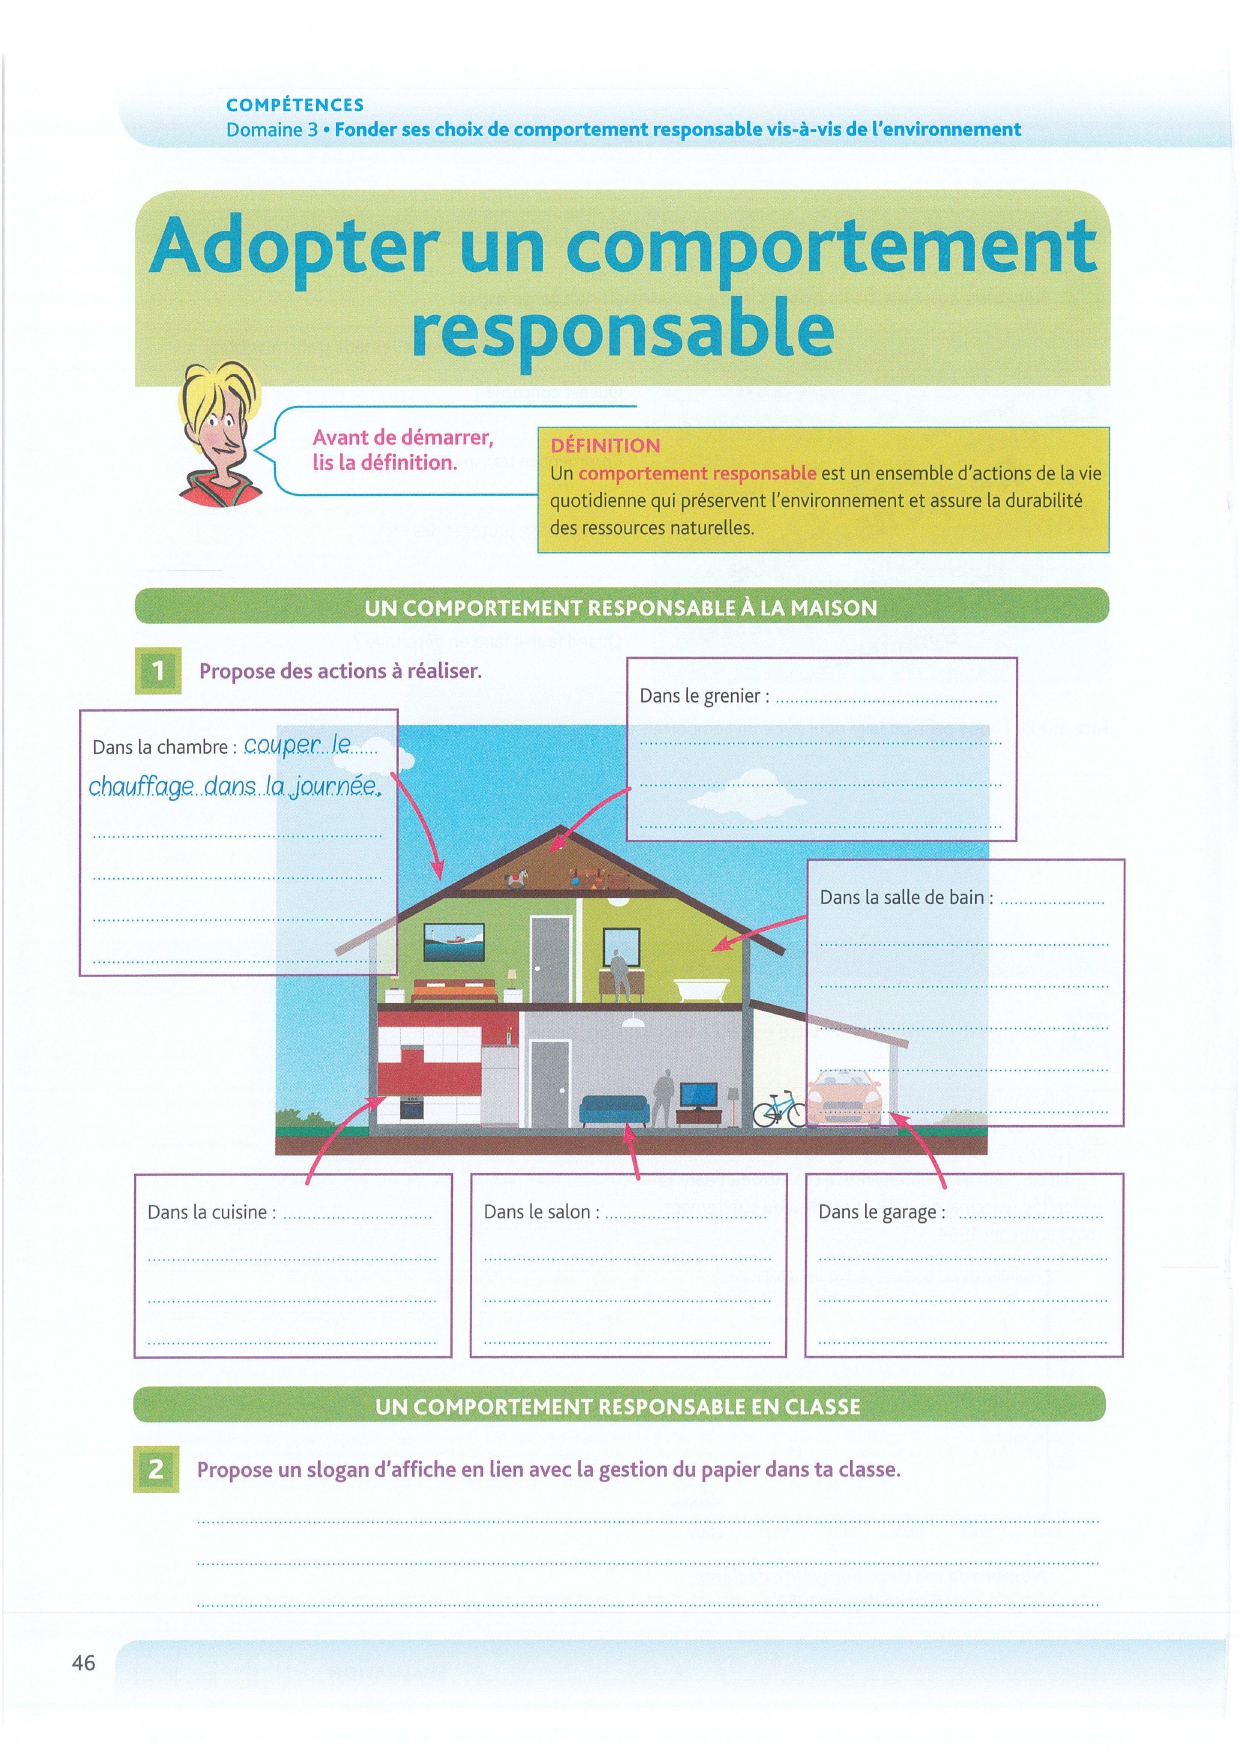 COMPÉTENCES
Domaine 3 • Fonder ses choix de comportement responsable vis-à-vis de l'environnement
Adopter un comportement
responsable
Avant de démarrer,
lis la définition.
DÉFINITION
Un comportement responsable est un ensemble d'actions de la vie
quotidienne qui préservent l'environnement et assure la durabilité
des ressources naturelles.
UN COMPORTEMENT RESPONSABLE À LA MAISON
1 Propose des actions à réaliser.
Dans le grenier :
Dans la chambre : couper le
chauffage dans la journée.
Dans la salle de bain :
Dans la cuisine :
Dans le salon :
Dans le garage :
UN COMPORTEMENT RESPONSABLE EN CLASSE
2 Propose un slogan d'affiche en lien avec la gestion du papier dans ta classe.
46